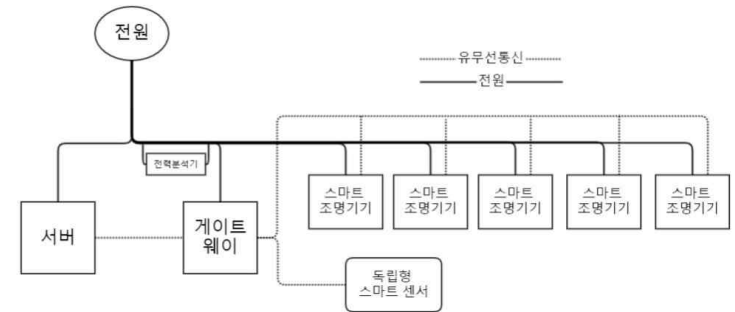 전원
유무선통신
전원
전력분석기
스마트
조명기기
스마트
조명기기
스마트
조명기기
스마트
조명기기
스마트
조명기기
서버
게이트
웨이
독립형
스마트 센서